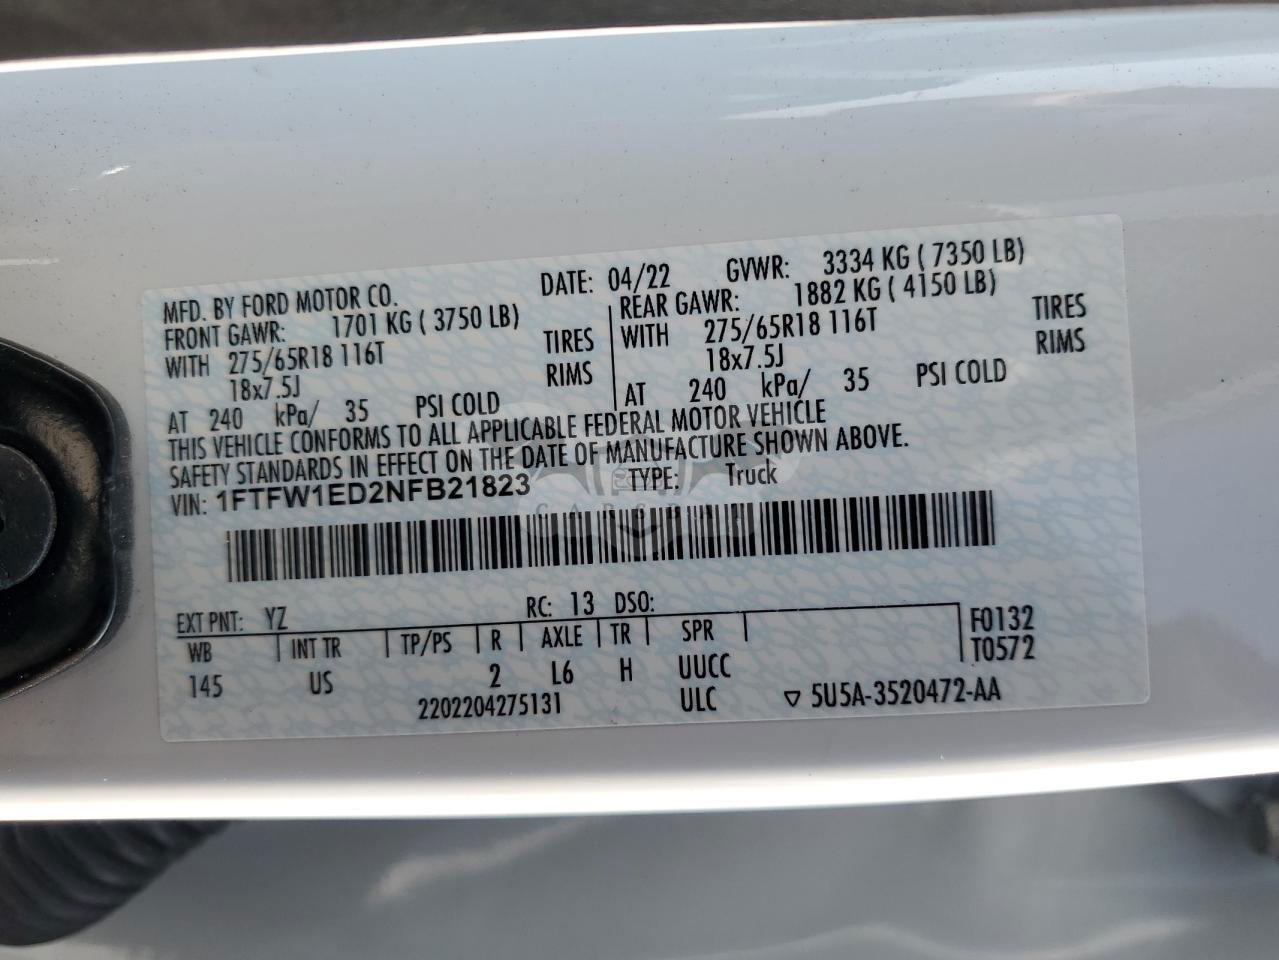 MFD. BY FORD MOTOR CO. DATE: 04/22 GVWR: 3334 KG ( 7350 LB)
FRONT GAWR: 1701 KG ( 3750 LB) REAR GAWR: 1882 KG ( 4150 LB)
WITH 275/65R18 116T TIRES WITH 275/65R18 116T TIRES
18x7.5J RIMS 18x7.5J RIMS
AT 240 kPa/ 35 PSI COLD AT 240 kPa/ 35 PSI COLD
THIS VEHICLE CONFORMS TO ALL APPLICABLE FEDERAL MOTOR VEHICLE
SAFETY STANDARDS IN EFFECT ON THE DATE OF MANUFACTURE SHOWN ABOVE.
VIN: 1FTFW1ED2NFB21823 TYPE: Truck
EXT PNT: YZ RC: 13 DSO:
WB INT TR TP/PS R AXLE TR SPR F0132
145 US 2 L6 H UUCC T0572
2202204275131 ULC ▽ 5U5A-3520472-AA